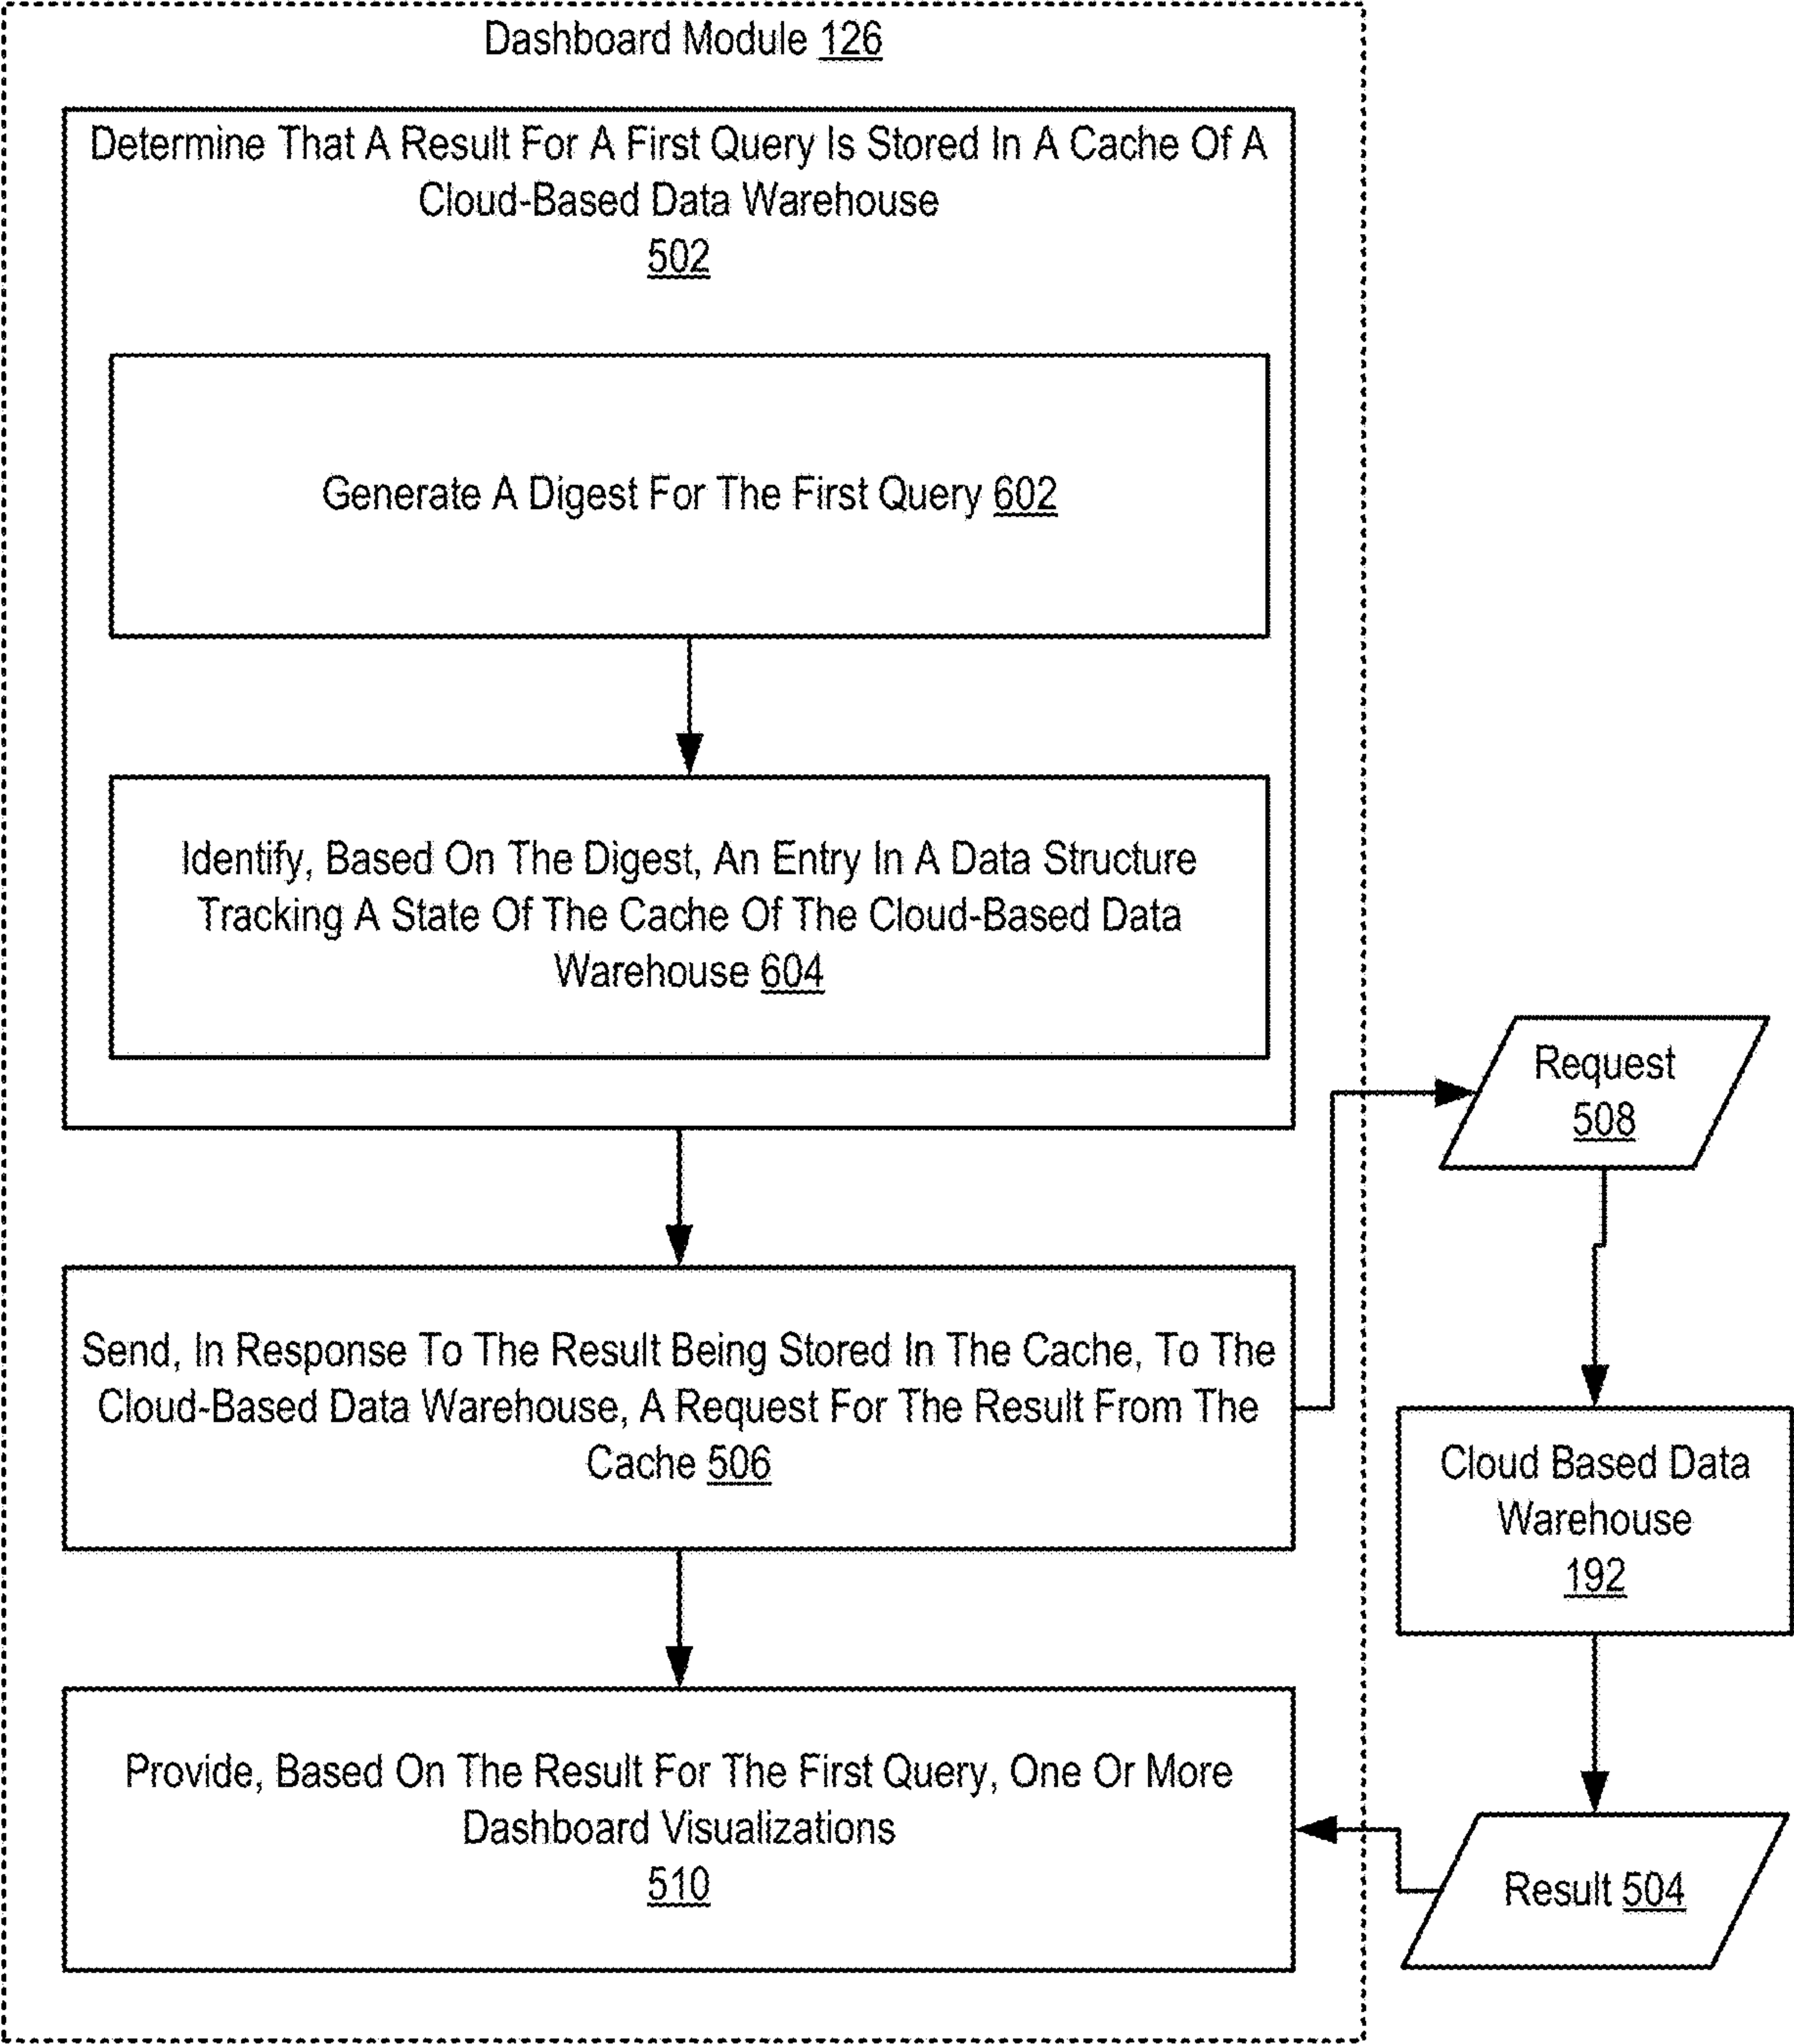 Dashboard Module 126
Determine That A Result For A First Query Is Stored In A Cache Of A
Cloud-Based Data Warehouse
502
Generate A Digest For The First Query 602
Identify, Based On The Digest, An Entry In A Data Structure
Tracking A State Of The Cache Of The Cloud-Based Data
Warehouse 604
Request
508
Send, In Response To The Result Being Stored In The Cache, To The
Cloud-Based Data Warehouse, A Request For The Result From The
Cache 506
Cloud Based Data
Warehouse
192
Provide, Based On The Result For The First Query, One Or More
Dashboard Visualizations
510
Result 504